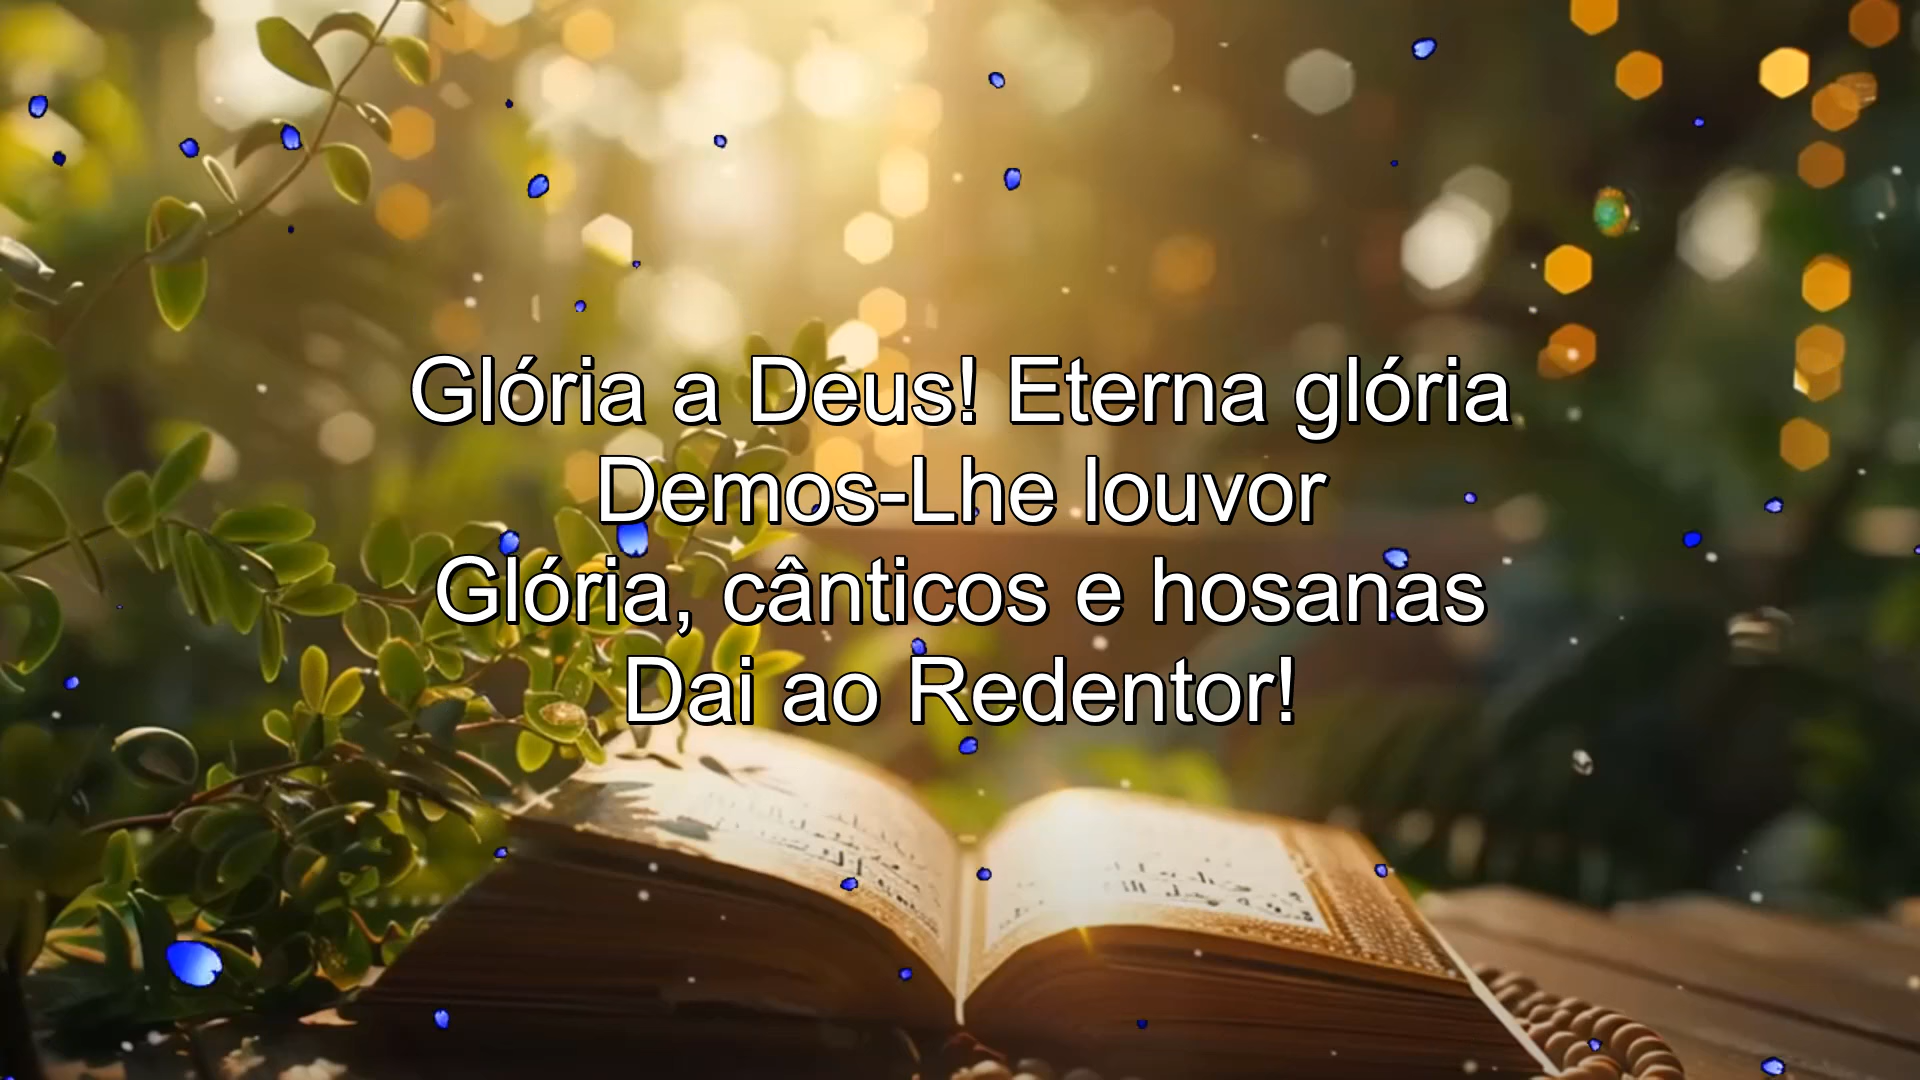 Glória a Deus! Eterna glória
Demos-Lhe louvor
Glória, cânticos e hosanas
Dai ao Redentor!